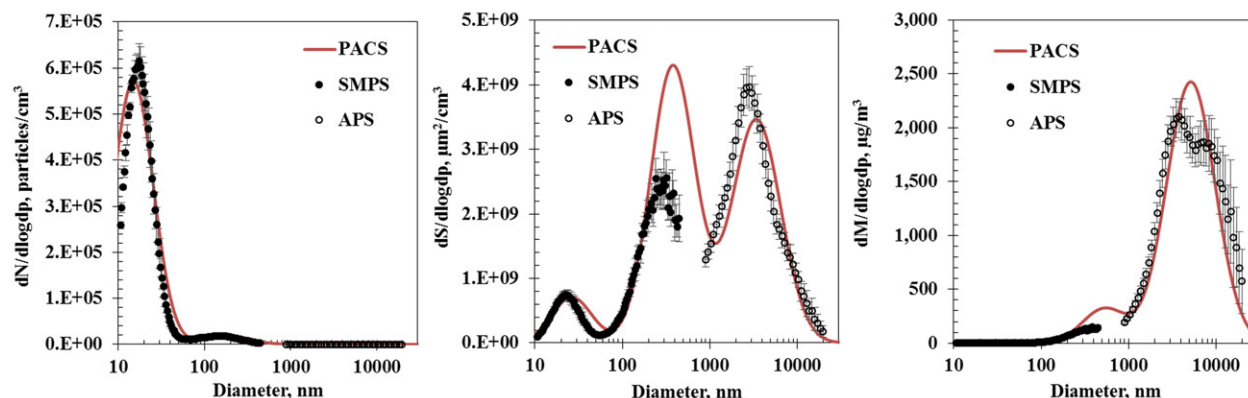 7.E+05
6.E+05
5.E+05
4.E+05
3.E+05
2.E+05
1.E+05
0.E+00
dN/dlogdp, particles/cm³
PACS
SMPS
APS
10 100 1000 10000
Diameter, nm
5.E+09
4.E+09
3.E+09
2.E+09
1.E+09
0.E+00
dS/dlogdp, µm²/cm³
PACS
SMPS
APS
10 100 1000 10000
Diameter, nm
3,000
2,500
2,000
1,500
1,000
500
0
dM/dlogdp, µg/m³
PACS
SMPS
APS
10 100 1000 10000
Diameter, nm